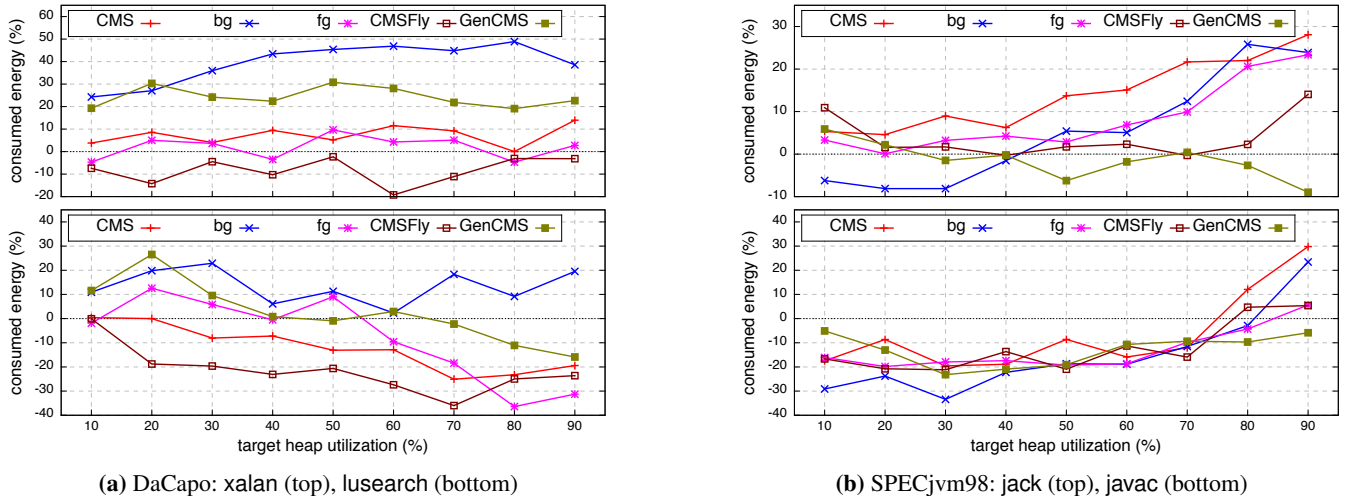 CMS bg fg CMSFly GenCMS
consumed energy (%)
60
50
40
30
20
10
0
-10
-20
CMS bg fg CMSFly GenCMS
consumed energy (%)
40
30
20
10
0
-10
-20
-30
-40
10 20 30 40 50 60 70 80 90
target heap utilization (%)
(a) DaCapo: xalan (top), lusearch (bottom)
CMS bg fg CMSFly GenCMS
consumed energy (%)
30
20
10
0
-10
CMS bg fg CMSFly GenCMS
consumed energy (%)
40
30
20
10
0
-10
-20
-30
-40
10 20 30 40 50 60 70 80 90
target heap utilization (%)
(b) SPECjvm98: jack (top), javac (bottom)